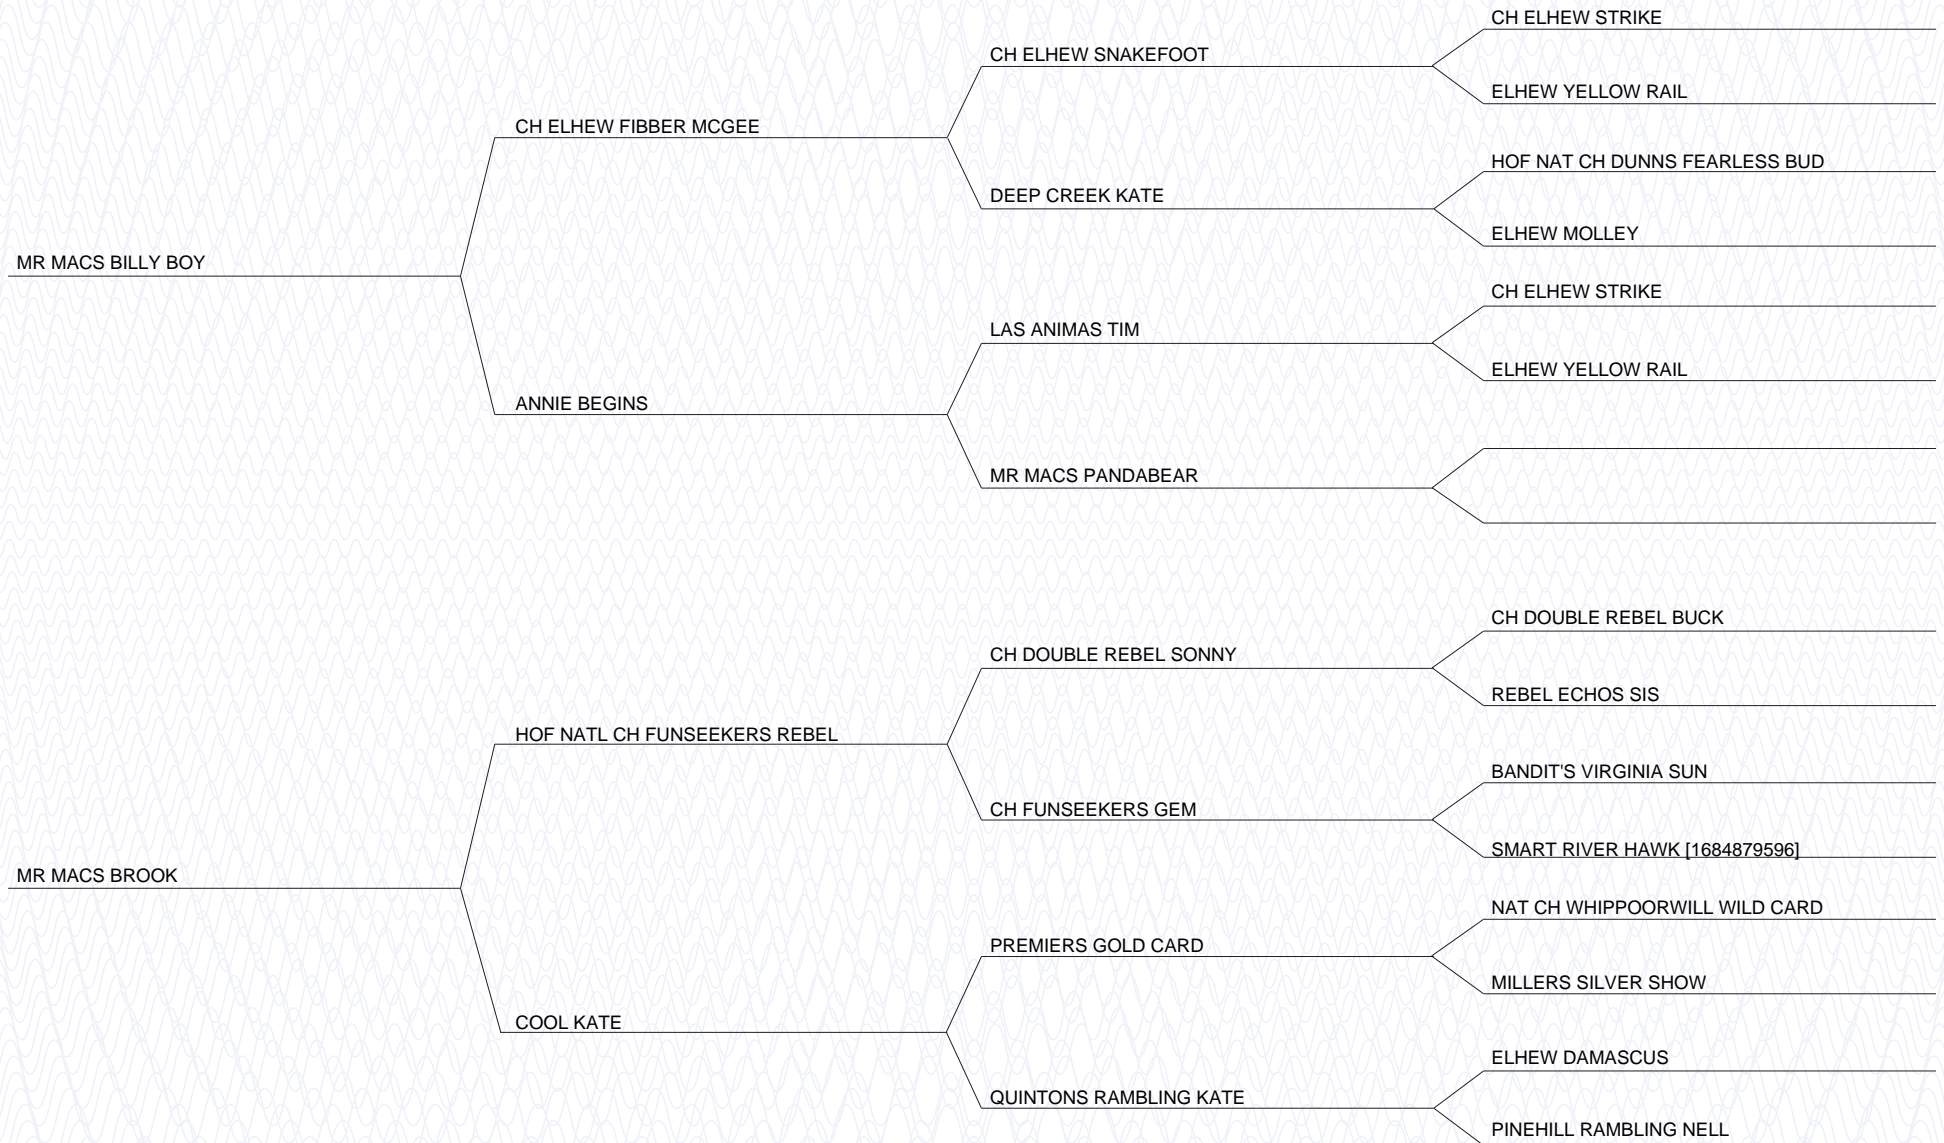 CH ELHEW STRIKE
CH ELHEW SNAKEFOOT
ELHEW YELLOW RAIL
CH ELHEW FIBBER MCGEE
HOF NAT CH DUNNS FEARLESS BUD
DEEP CREEK KATE
ELHEW MOLLEY
MR MACS BILLY BOY
CH ELHEW STRIKE
LAS ANIMAS TIM
ELHEW YELLOW RAIL
ANNIE BEGINS
MR MACS PANDABEAR
CH DOUBLE REBEL BUCK
CH DOUBLE REBEL SONNY
REBEL ECHOS SIS
HOF NATL CH FUNSEEKERS REBEL
BANDIT'S VIRGINIA SUN
CH FUNSEEKERS GEM
SMART RIVER HAWK [1684879596]
MR MACS BROOK
NAT CH WHIPPOORWILL WILD CARD
PREMIERS GOLD CARD
MILLERS SILVER SHOW
COOL KATE
ELHEW DAMASCUS
QUINTONS RAMBLING KATE
PINEHILL RAMBLING NELL